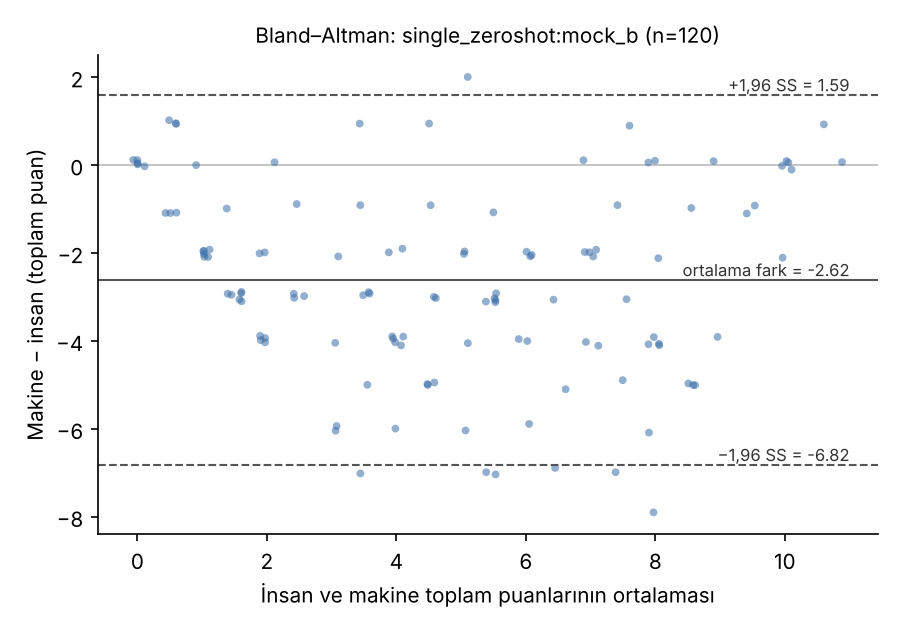 Bland–Altman: single_zeroshot:mock_b (n=120)
Makine − insan (toplam puan)
2
0
−2
−4
−6
−8
+1,96 SS = 1.59
ortalama fark = -2.62
−1,96 SS = -6.82
0 2 4 6 8 10
İnsan ve makine toplam puanlarının ortalaması